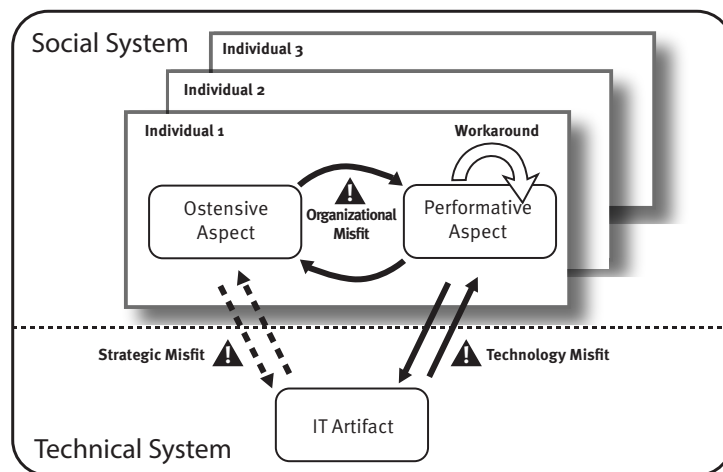 Social System
Individual 3
Individual 2
Individual 1
Workaround
Ostensive
Aspect
Organizational
Misfit
Performative
Aspect
Strategic Misfit
Technology Misfit
IT Artifact
Technical System